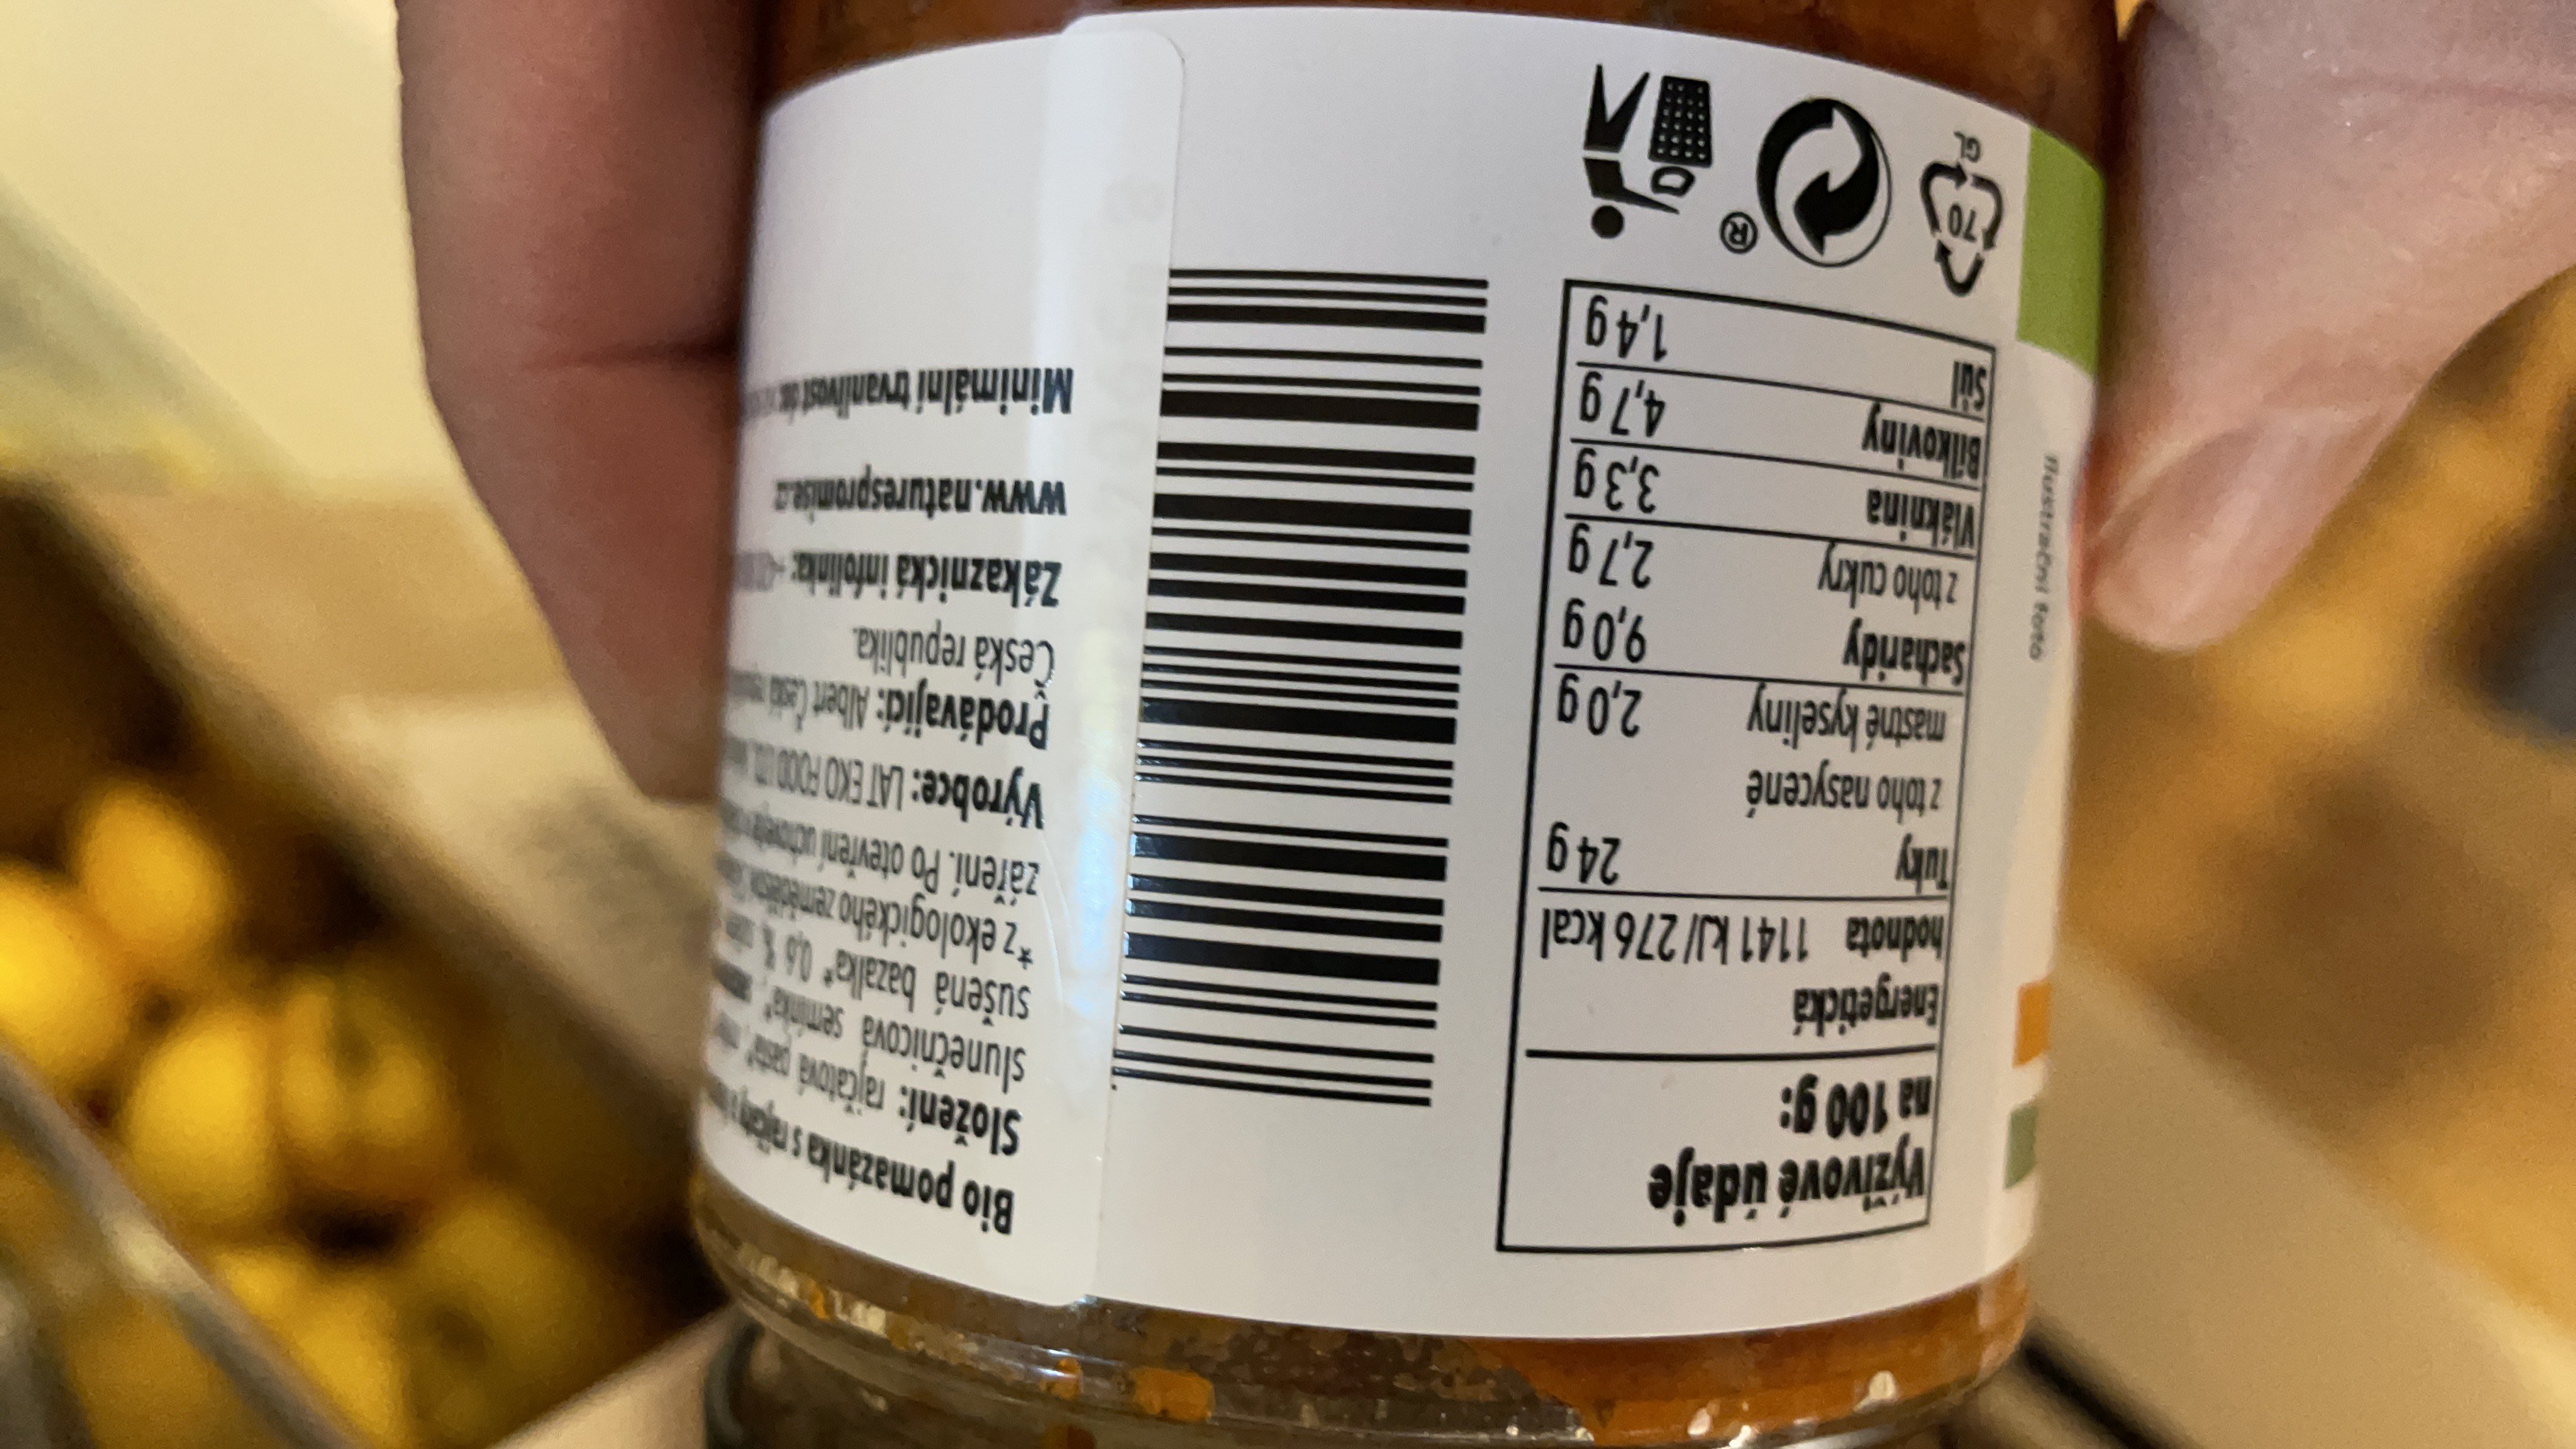 Výživové údaje
na 100 g:
Energetická
hodnota 1141 kJ/ 276 kcal
Tuky 24 g
z toho nasycené
mastné kyseliny 2,0 g
Sacharidy 9,0 g
z toho cukry 2,7 g
Vláknina 3,3 g
Bílkoviny 4,7 g
Sůl 1,4 g
Ilustrační foto
70
GL
®
Bio pomazánka s rajčaty a
Složení: rajčatová pasta*,
slunečnicová semínka*,
sušená bazalka* 0,6 %,
*z ekologického zemědělství.
záření. Po otevření uchovejte v
Výrobce: LAT EKO FOOD LTD,
Prodávající: Albert Česká republika
Česká republika.
Zákaznická infolinka:
www.naturespromise.cz
Minimální trvanlivost do: